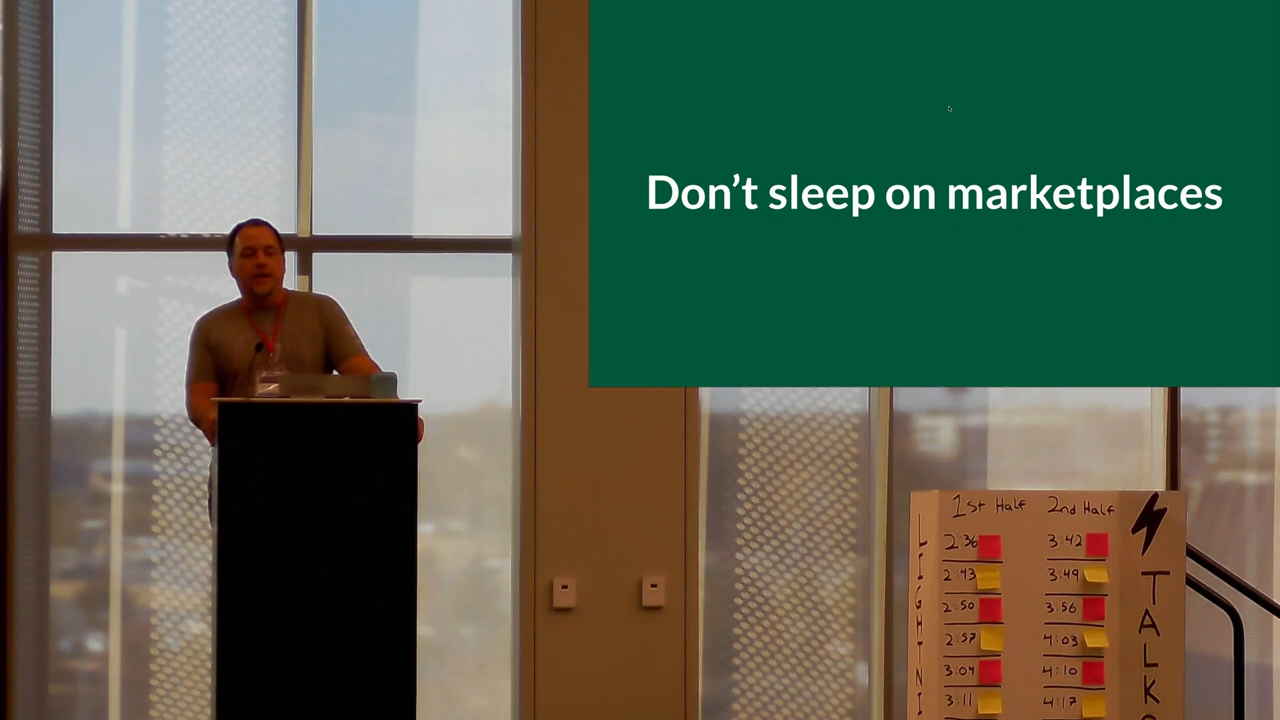 Don’t sleep on marketplaces
1st Half 2nd Half
2:36 3:42
2:43 3:49
2:50 3:56
2:57 4:03
3:04 4:10
3:11 4:17
LIGHTNI
TALK